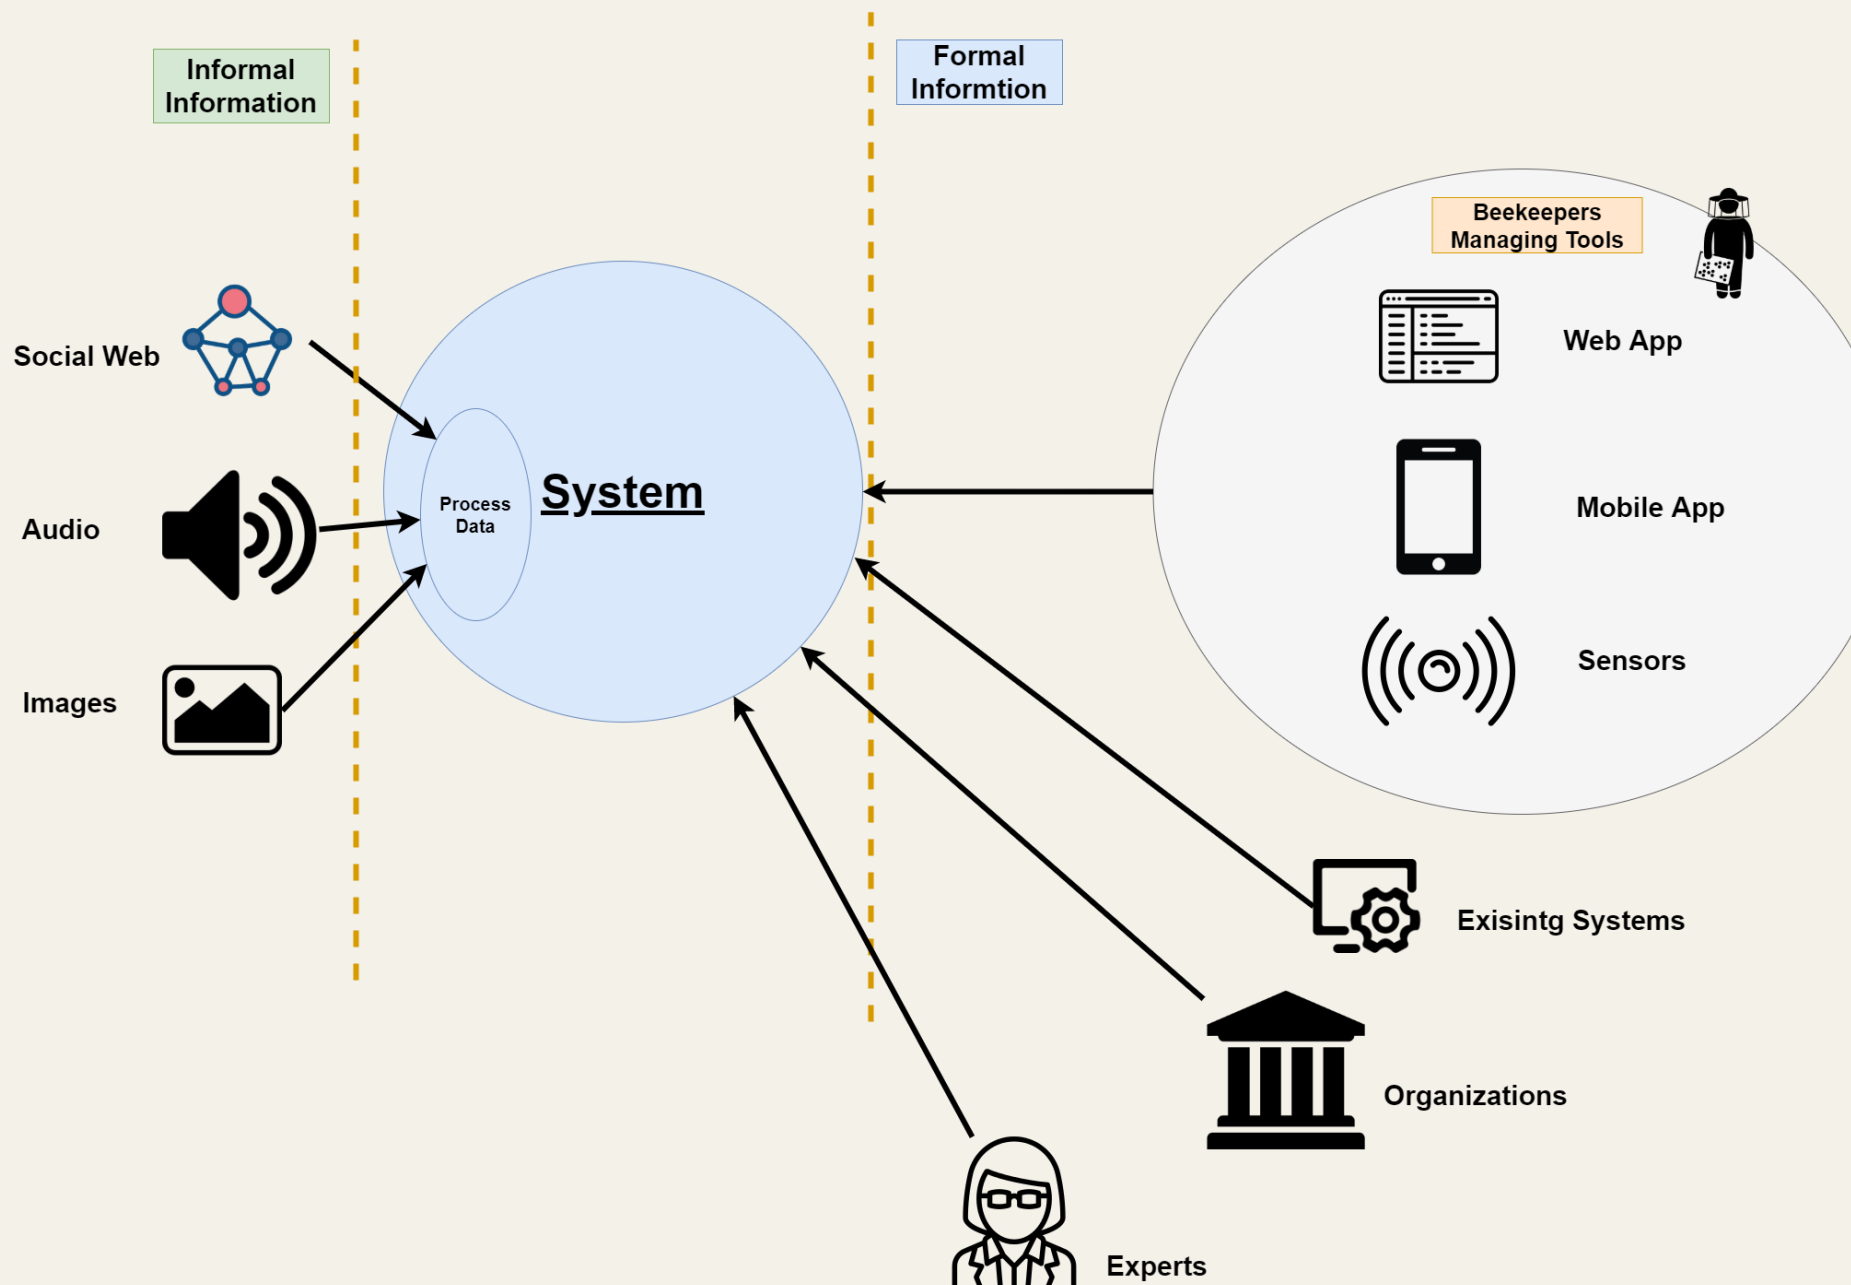 Informal
Information
Formal
Informtion
Beekeepers
Managing Tools
Social Web
Web App
Process
Data
System
Audio
Mobile App
Images
Sensors
Exisintg Systems
Organizations
Experts